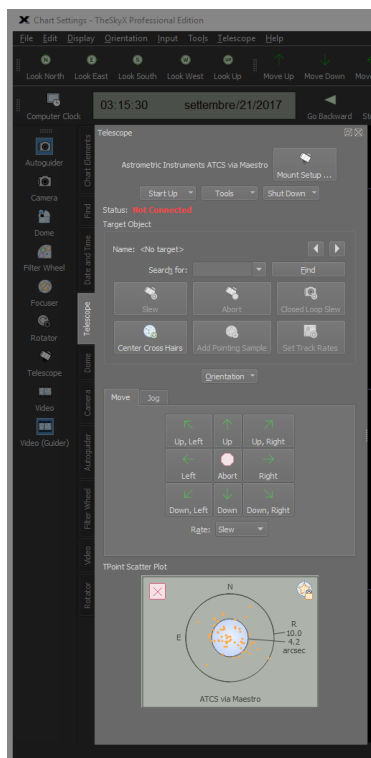 Chart Settings - TheSkyX Professional Edition
File Edit Display Orientation Input Tools Telescope Help
Look North Look East Look South Look West Look Up Move Up Move Down
Computer Clock 03:15:30 settembre/21/2017 Go Backward
Telescope
Autoguider
Camera
Dome
Filter Wheel
Focuser
Rotator
Telescope
Video
Video (Guider)
Chart Elements
Find
Date and Time
Telescope
Dome
Camera
Autoguider
Filter Wheel
Video
Rotator
Astrometric Instruments ATCS via Maestro
Mount Setup ...
Start Up Tools Shut Down
Status: Not Connected
Target Object
Name: <No target>
Search for: Find
Slew Abort Closed Loop Slew
Center Cross Hairs Add Pointing Sample Set Track Rates
Orientation
Move Jog
Up, Left Up Up, Right
Left Abort Right
Down, Left Down Down, Right
Rate: Slew
TPoint Scatter Plot
N
E
R
10.0
4.2
arcsec
ATCS via Maestro